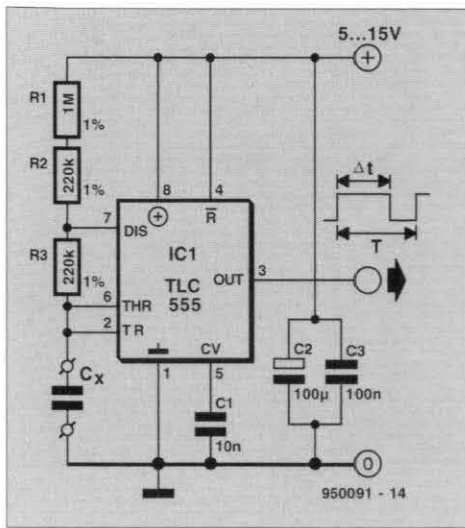 5...15V
R1
1M
1%
R2
220k
1%
R3
220k
1%
8
4
R̅
7
DIS
IC1
TLC
555
OUT
3
6
THR
2
TR
CV
1
5
Δt
T
Cx
C1
10n
C2
100µ
C3
100n
0
950091 - 14